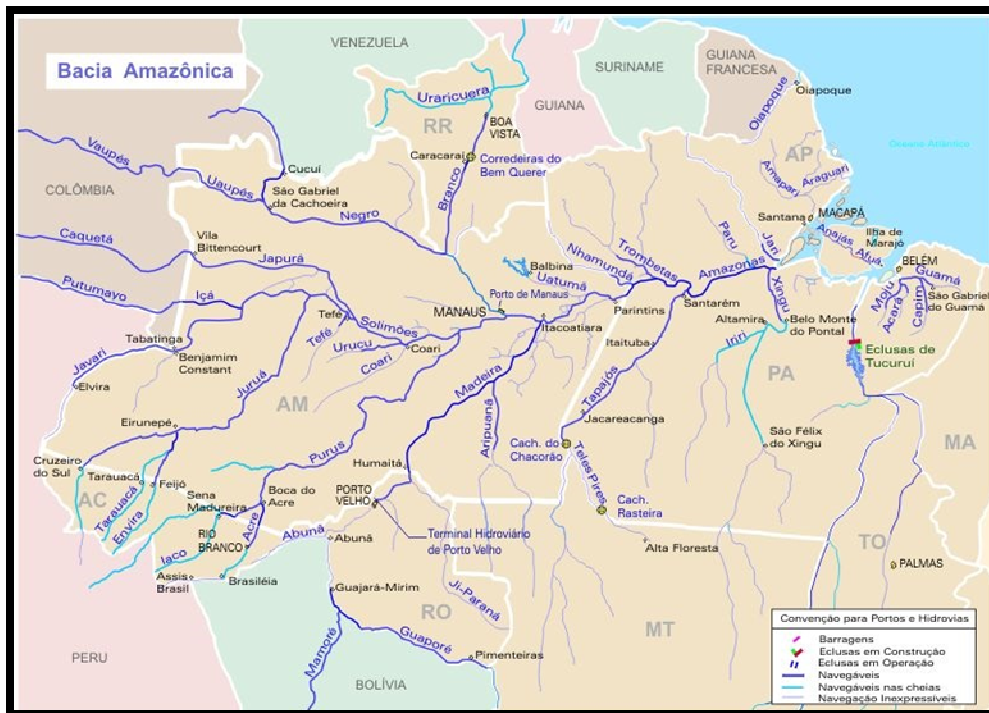 Bacia Amazônica
VENEZUELA
SURINAME
GUIANA
FRANCESA
GUIANA
COLÔMBIA
PERU
BOLÍVIA
Oceano Atlântico
RR
AP
AM
PA
MA
AC
RO
MT
TO
Uraricuera
BOA
VISTA
Caracaraí
Corredeiras do
Bem Querer
Branco
Oiapoque
Oiapoque
Araguari
Amapari
Santana
MACAPÁ
Anajás
Afuá
Ilha de
Marajó
BELÉM
Guamá
São Gabriel
do Guamá
Moju
Acará
Capim
Vaupés
Uaupés
Cucuí
São Gabriel
da Cachoeira
Negro
Vila
Bittencourt
Caquetá
Japurá
Putumayo
Içá
Nhamundá
Trombetas
Paru
Jari
Amazonas
Xingu
Balbina
Uatumã
Porto de Manaus
MANAUS
Itacoatiara
Parintins
Santarém
Altamira
Belo Monte
do Pontal
Tefé
Solimões
Tefé
Urucu
Coari
Coari
Itaituba
Iriri
Eclusas de
Tucuruí
Tabatinga
Benjamim
Constant
Javari
Elvira
Juruá
Madeira
Tapajós
Aripuanã
Jacareacanga
São Félix
do Xingu
Eirunepé
Purus
Cach. do
Chacorão
Teles Pires
Cruzeiro
do Sul
Tarauacá
Feijó
Tarauacá
Envira
Humaitá
Sena
Madureira
Boca do
Acre
PORTO
VELHO
Cach.
Rasteira
RIO
BRANCO
Acre
Iaco
Abunã
Abunã
Terminal Hidroviário
de Porto Velho
Alta Floresta
Assis
Brasil
Brasiléia
PALMAS
Guajará-Mirim
Ji-Paraná
Mamoré
Guaporé
Pimenteiras
Convenção para Portos e Hidrovias
Barragens
Eclusas em Construção
Eclusas em Operação
Navegáveis
Navegáveis nas cheias
Navegação Inexpressíveis